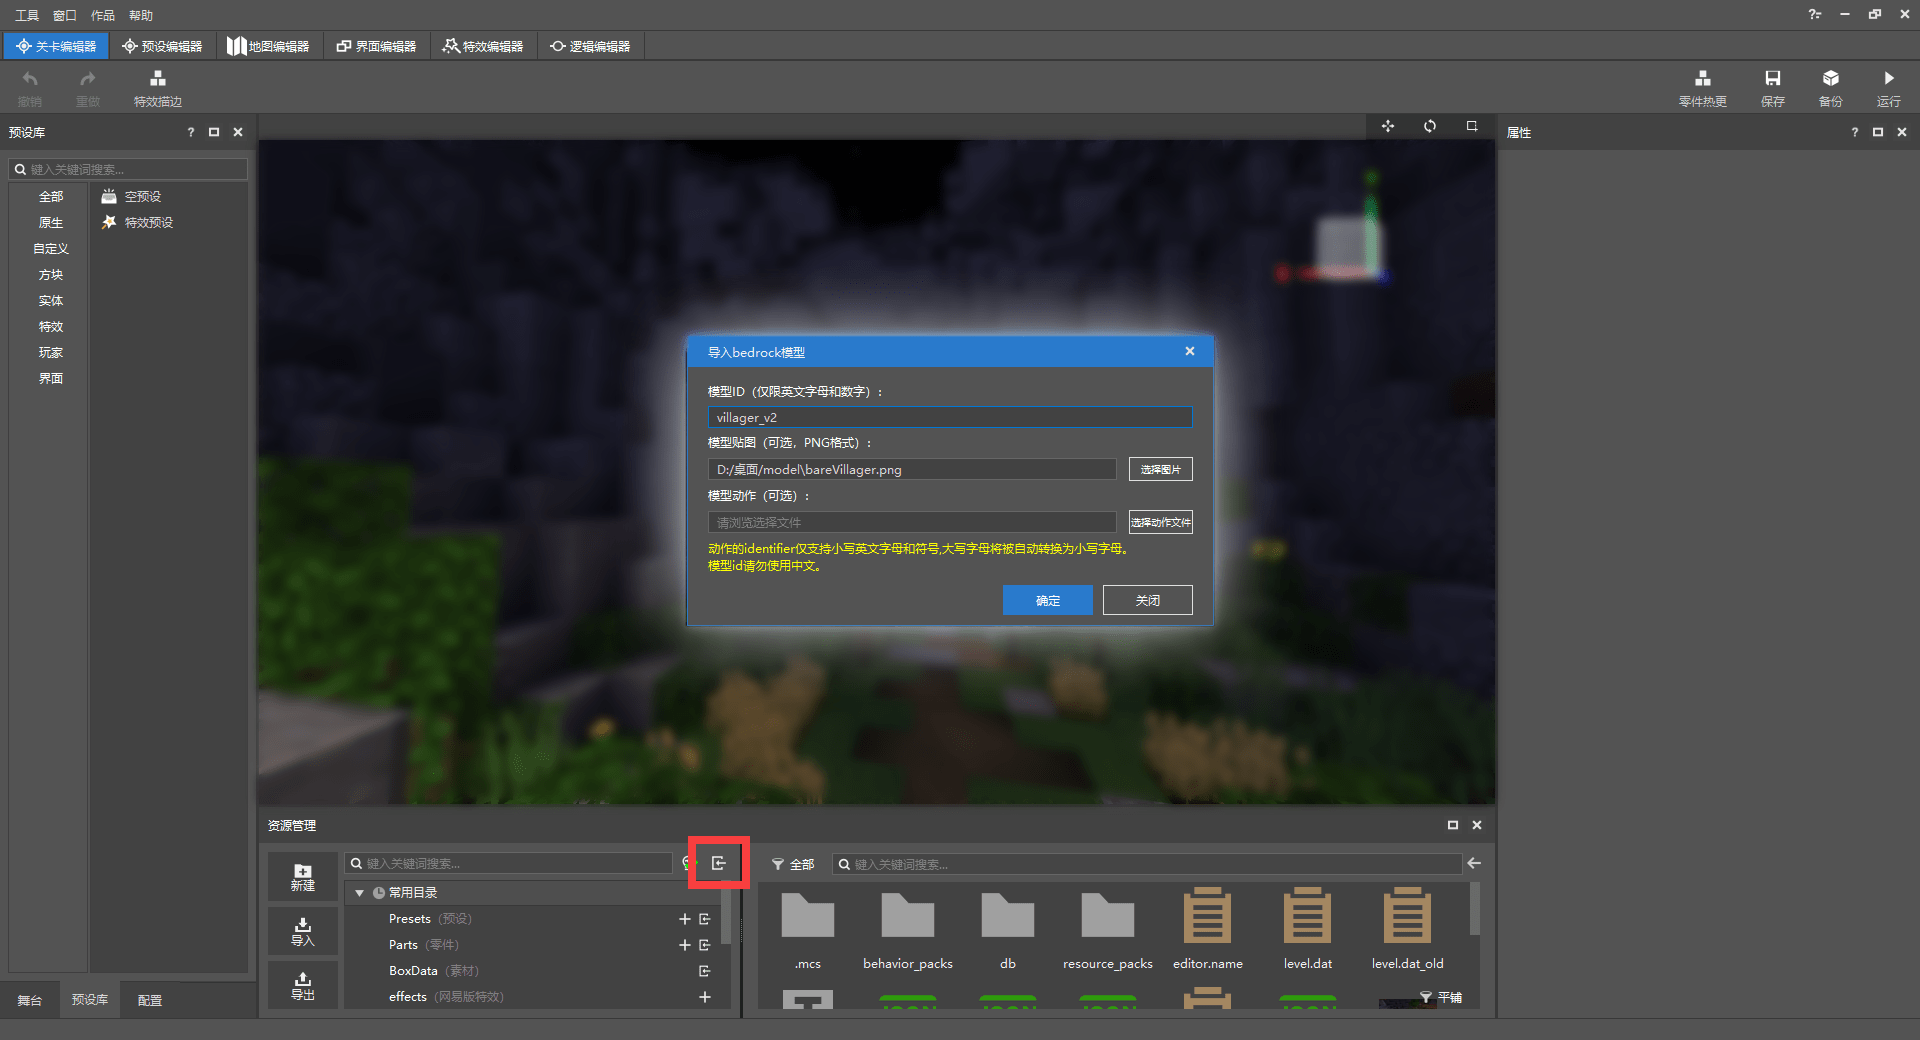 工具 窗口 作品 帮助
关卡编辑器 预设编辑器 地图编辑器 界面编辑器 特效编辑器 逻辑编辑器
撤销 重做 特效描边 零件热更 保存 备份 运行
预设库
属性
键入关键词搜索...
全部
原生
自定义
方块
实体
特效
玩家
界面
空预设
特效预设
导入bedrock模型
模型ID（仅限英文字母和数字）:
villager_v2
模型贴图（可选，PNG格式）:
D:/桌面/model\bareVillager.png 选择图片
模型动作（可选）:
请浏览选择文件 选择动作文件
动作的identifier仅支持小写英文字母和符号,大写字母将被自动转换为小写字母。
模型id请勿使用中文。
确定 关闭
资源管理
新建
导入
导出
键入关键词搜索...
常用目录
Presets （预设）
Parts （零件）
BoxData （素材）
effects （网易版特效）
全部 键入关键词搜索...
.mcs behavior_packs db resource_packs editor.name level.dat level.dat_old
平铺
舞台 预设库 配置